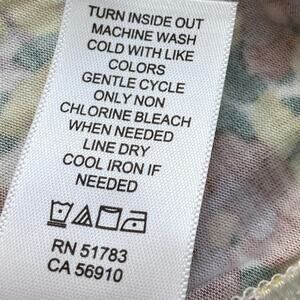 TURN INSIDE OUT
MACHINE WASH
COLD WITH LIKE
COLORS
GENTLE CYCLE
ONLY NON
CHLORINE BLEACH
WHEN NEEDED
LINE DRY
COOL IRON IF
NEEDED
RN 51783
CA 56910